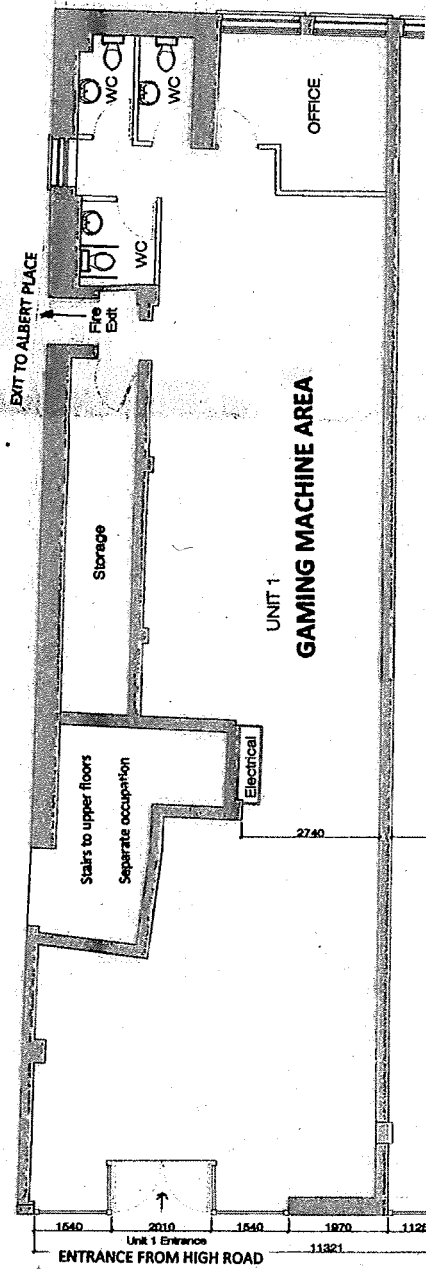 WC
WC
OFFICE
WC
EXIT TO ALBERT PLACE
Fire
Exit
Storage
UNIT 1
GAMING MACHINE AREA
Stairs to upper floors
Separate occupation
Electrical
2740
1540
2010
1540
1970
1128
Unit 1 Entrance
11321
ENTRANCE FROM HIGH ROAD